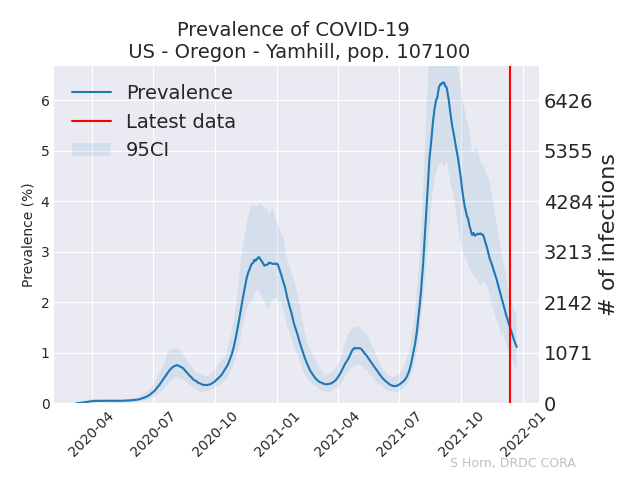 Prevalence of COVID-19
US - Oregon - Yamhill, pop. 107100
Prevalence
Latest data
95CI
Prevalence (%)
6
5
4
3
2
1
0
6426
5355
4284
3213
2142
1071
0
# of infections
2020-04
2020-07
2020-10
2021-01
2021-04
2021-07
2021-10
2022-01
S Horn, DRDC CORA